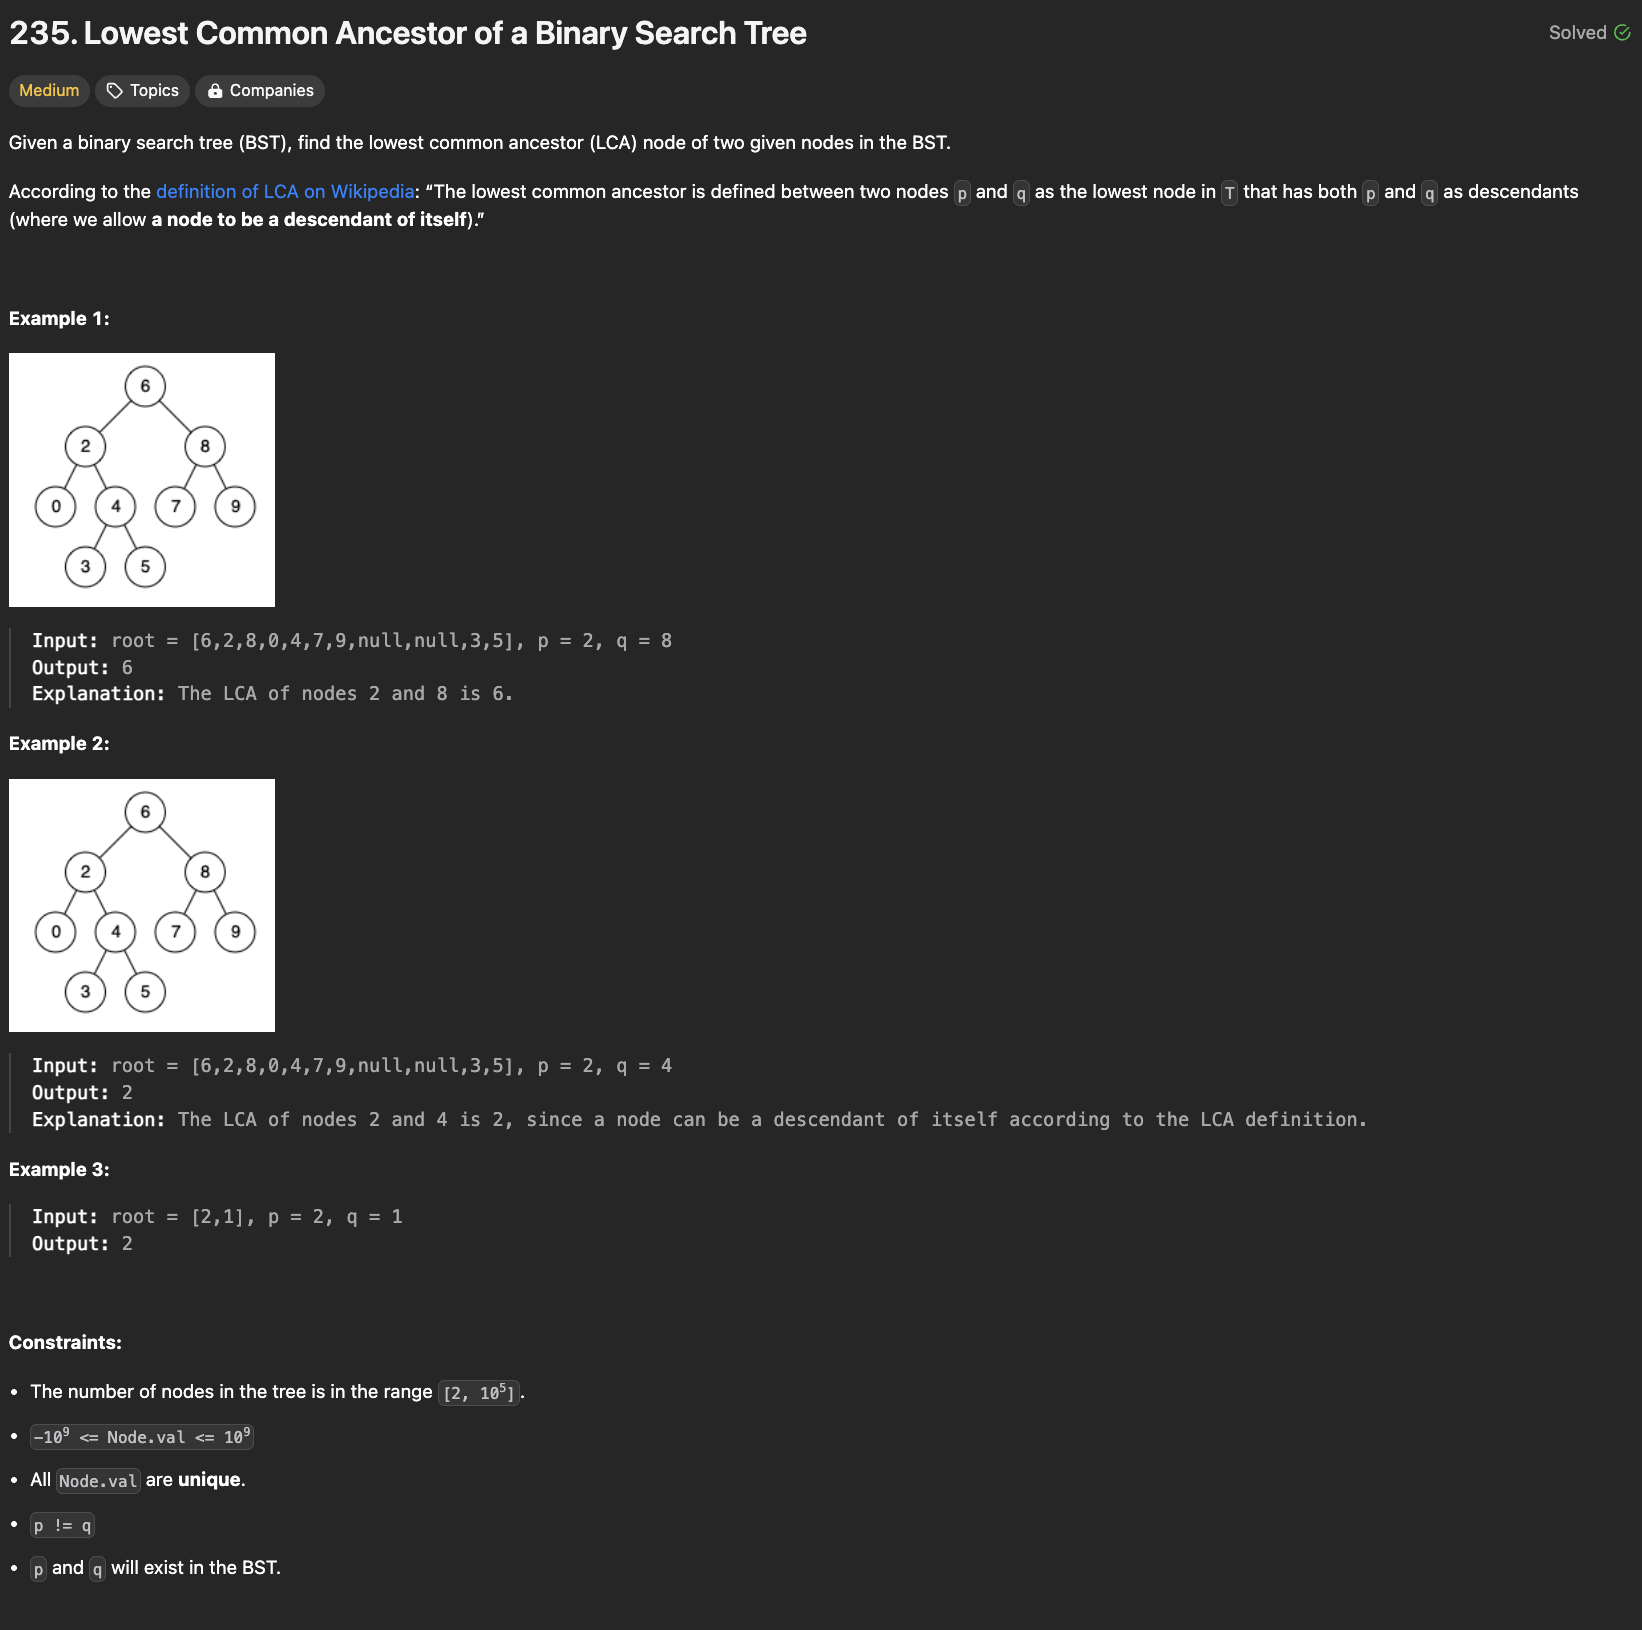 235. Lowest Common Ancestor of a Binary Search Tree
Solved
Medium Topics Companies
Given a binary search tree (BST), find the lowest common ancestor (LCA) node of two given nodes in the BST.
According to the definition of LCA on Wikipedia: “The lowest common ancestor is defined between two nodes p and q as the lowest node in T that has both p and q as descendants
(where we allow a node to be a descendant of itself).”
Example 1:
6
2 8
0 4 7 9
3 5
Input: root = [6,2,8,0,4,7,9,null,null,3,5], p = 2, q = 8
Output: 6
Explanation: The LCA of nodes 2 and 8 is 6.
Example 2:
6
2 8
0 4 7 9
3 5
Input: root = [6,2,8,0,4,7,9,null,null,3,5], p = 2, q = 4
Output: 2
Explanation: The LCA of nodes 2 and 4 is 2, since a node can be a descendant of itself according to the LCA definition.
Example 3:
Input: root = [2,1], p = 2, q = 1
Output: 2
Constraints:
• The number of nodes in the tree is in the range [2, 10⁵].
• -10⁹ <= Node.val <= 10⁹
• All Node.val are unique.
• p != q
• p and q will exist in the BST.